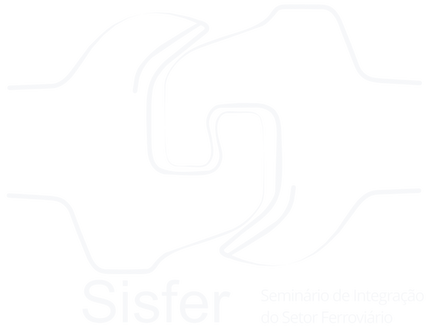 Sisfer
Seminário de Integração
do Setor Ferroviário